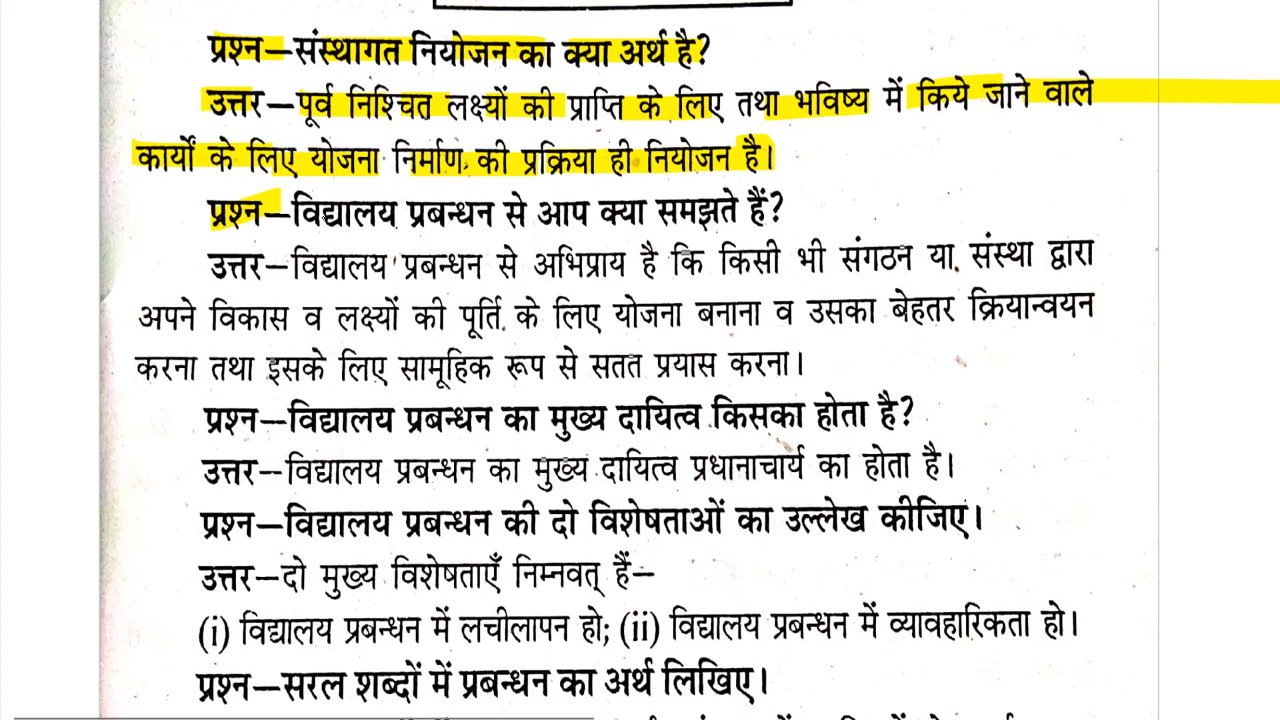 प्रश्न–संस्थागत नियोजन का क्या अर्थ है?
उत्तर–पूर्व निश्चित लक्ष्यों की प्राप्ति के लिए तथा भविष्य में किये जाने वाले
कार्यों के लिए योजना निर्माण की प्रक्रिया ही नियोजन है।
प्रश्न–विद्यालय प्रबन्धन से आप क्या समझते हैं?
उत्तर–विद्यालय प्रबन्धन से अभिप्राय है कि किसी भी संगठन या संस्था द्वारा
अपने विकास व लक्ष्यों की पूर्ति के लिए योजना बनाना व उसका बेहतर क्रियान्वयन
करना तथा इसके लिए सामूहिक रूप से सतत प्रयास करना।
प्रश्न–विद्यालय प्रबन्धन का मुख्य दायित्व किसका होता है?
उत्तर–विद्यालय प्रबन्धन का मुख्य दायित्व प्रधानाचार्य का होता है।
प्रश्न–विद्यालय प्रबन्धन की दो विशेषताओं का उल्लेख कीजिए।
उत्तर–दो मुख्य विशेषताएँ निम्नवत् हैं–
(i) विद्यालय प्रबन्धन में लचीलापन हो; (ii) विद्यालय प्रबन्धन में व्यावहारिकता हो।
प्रश्न–सरल शब्दों में प्रबन्धन का अर्थ लिखिए।